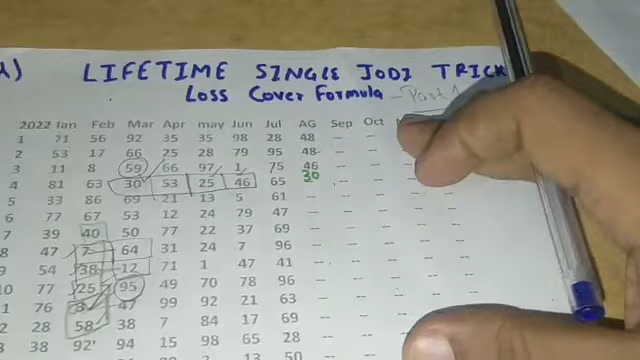 LIFETIME SINGLE JODI TRICK
Loss Cover Formula - Part 1
2022 Jan Feb Mar Apr may Jun Jul AG Sep Oct
1 71 56 92 35 35 98 28 48 -- --
2 53 17 66 25 28 79 95 48 -- --
3 11 8 59 66 97 1 75 46 -- --
4 81 63 30 53 25 46 65 30 -- -- --
5 33 86 69 21 13 5 61 -- -- -- --
6 77 67 53 12 24 79 47 -- -- -- --
7 39 40 50 77 22 37 69 -- -- -- --
8 47 7 64 31 24 7 96 -- -- -- --
9 54 38 12 71 1 47 41 -- -- -- --
10 77 25 95 49 70 78 96 -- -- -- --
1 76 47 99 92 21 63 -- -- -- --
2 28 58 38 7 84 17 69 -- -- --
38 92 94 15 98 65 28 -- -- -- --
13 50 -- -- --